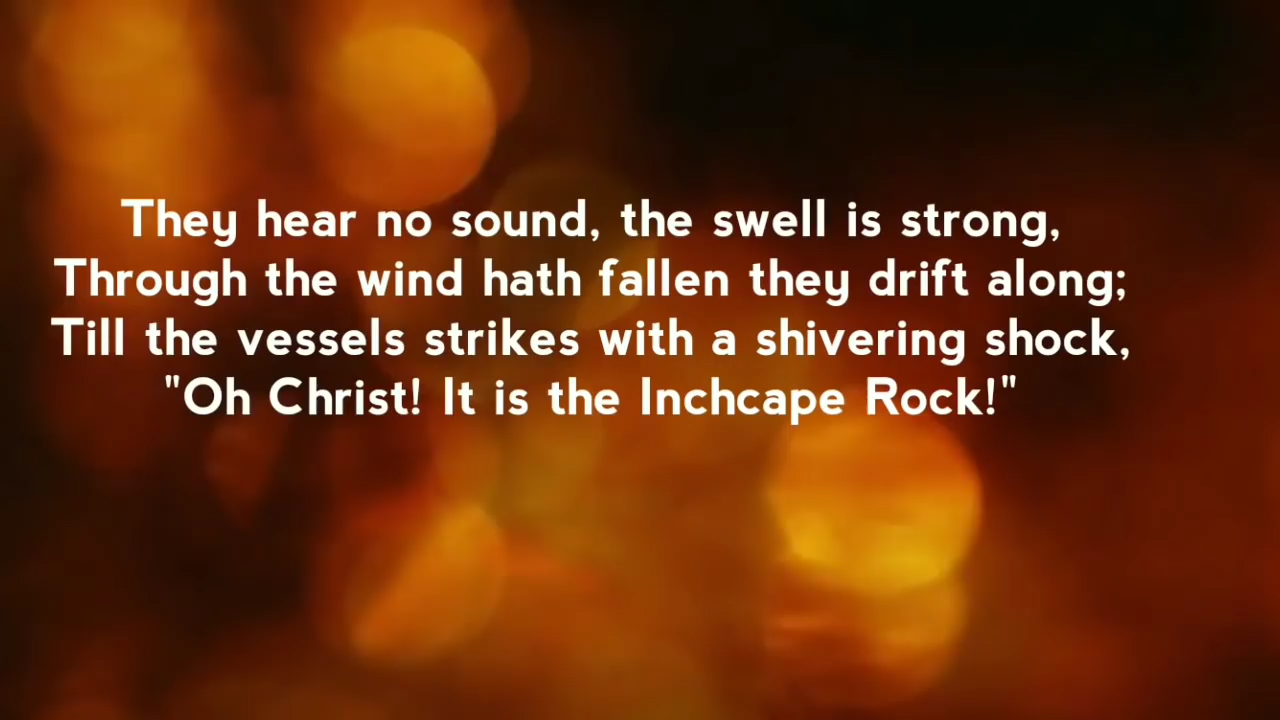 They hear no sound, the swell is strong,
Through the wind hath fallen they drift along;
Till the vessels strikes with a shivering shock,
"Oh Christ! It is the Inchcape Rock!"